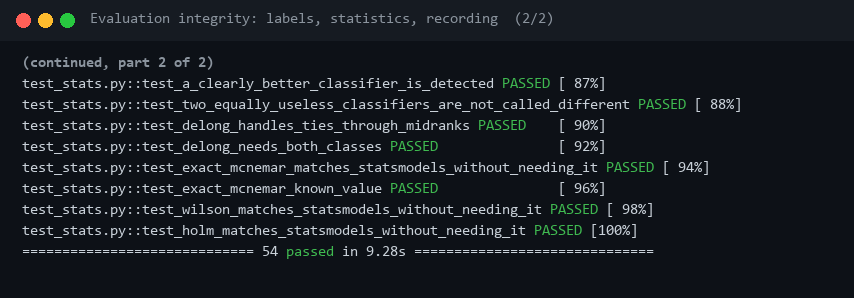 Evaluation integrity: labels, statistics, recording (2/2)
(continued, part 2 of 2)
test_stats.py::test_a_clearly_better_classifier_is_detected PASSED [ 87%]
test_stats.py::test_two_equally_useless_classifiers_are_not_called_different PASSED [ 88%]
test_stats.py::test_delong_handles_ties_through_midranks PASSED    [ 90%]
test_stats.py::test_delong_needs_both_classes PASSED               [ 92%]
test_stats.py::test_exact_mcnemar_matches_statsmodels_without_needing_it PASSED [ 94%]
test_stats.py::test_exact_mcnemar_known_value PASSED               [ 96%]
test_stats.py::test_wilson_matches_statsmodels_without_needing_it PASSED [ 98%]
test_stats.py::test_holm_matches_statsmodels_without_needing_it PASSED [100%]
============================= 54 passed in 9.28s ==============================